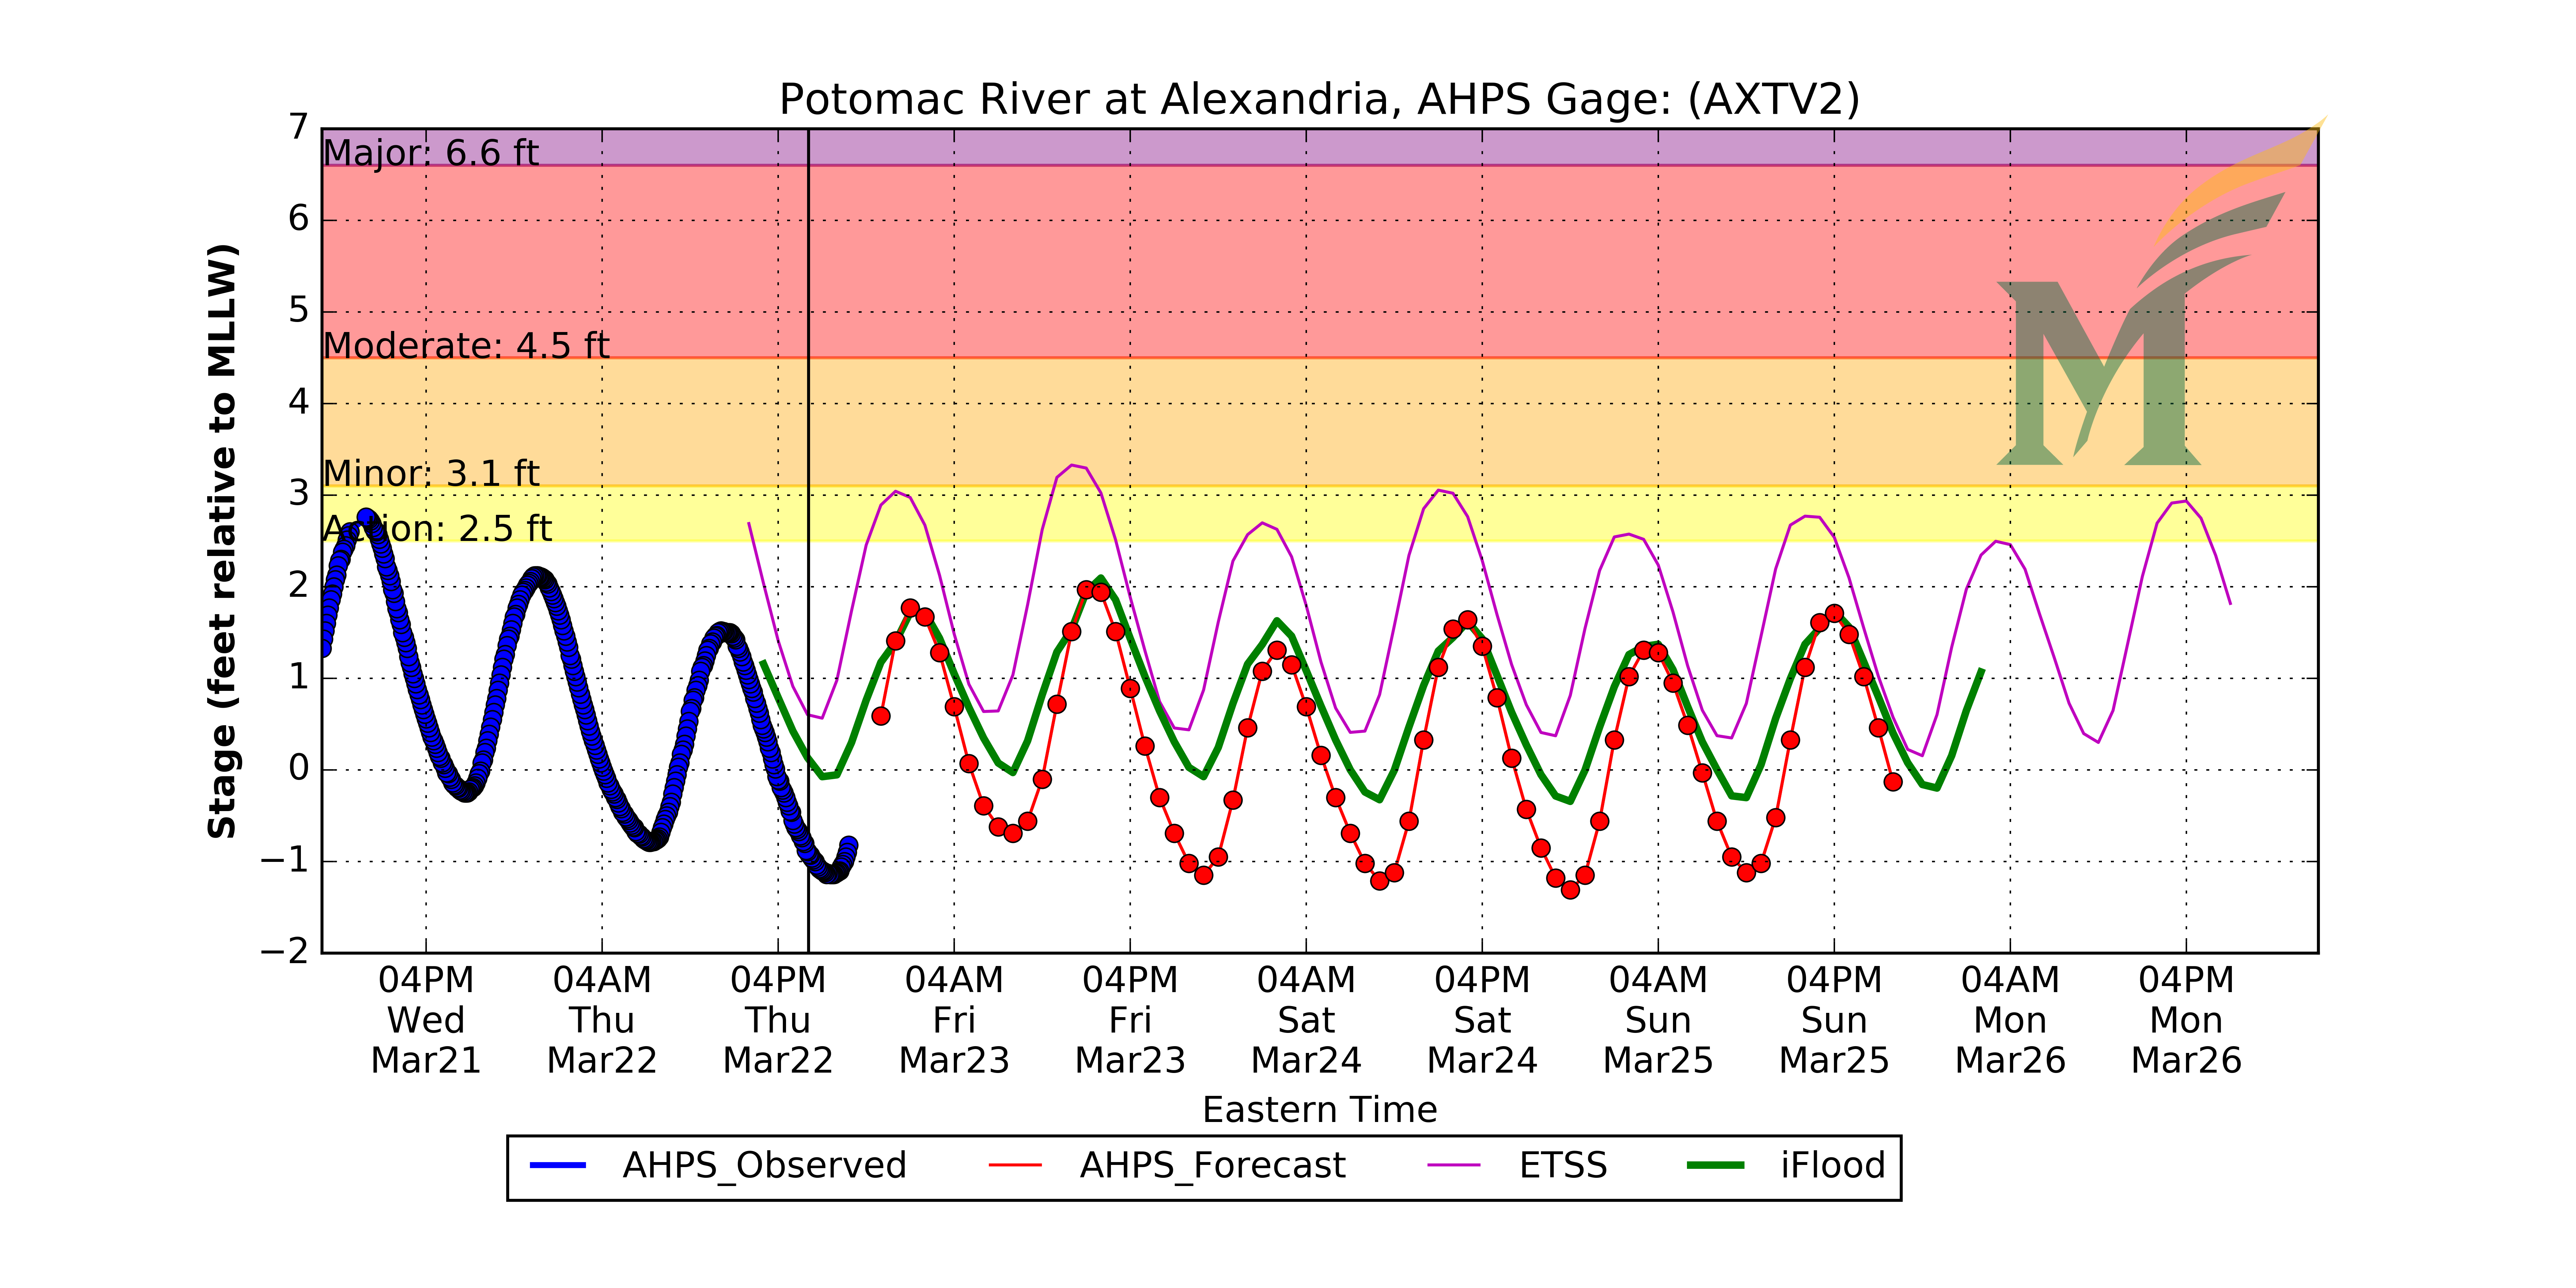 Potomac River at Alexandria, AHPS Gage: (AXTV2)
Stage (feet relative to MLLW)
7
6
5
4
3
2
1
0
−1
−2
Major: 6.6 ft
Moderate: 4.5 ft
Minor: 3.1 ft
Action: 2.5 ft
04PM 04AM 04PM 04AM 04PM 04AM 04PM 04AM 04PM 04AM 04PM
Wed Thu Thu Fri Fri Sat Sat Sun Sun Mon Mon
Mar21 Mar22 Mar22 Mar23 Mar23 Mar24 Mar24 Mar25 Mar25 Mar26 Mar26
Eastern Time
AHPS_Observed AHPS_Forecast ETSS iFlood